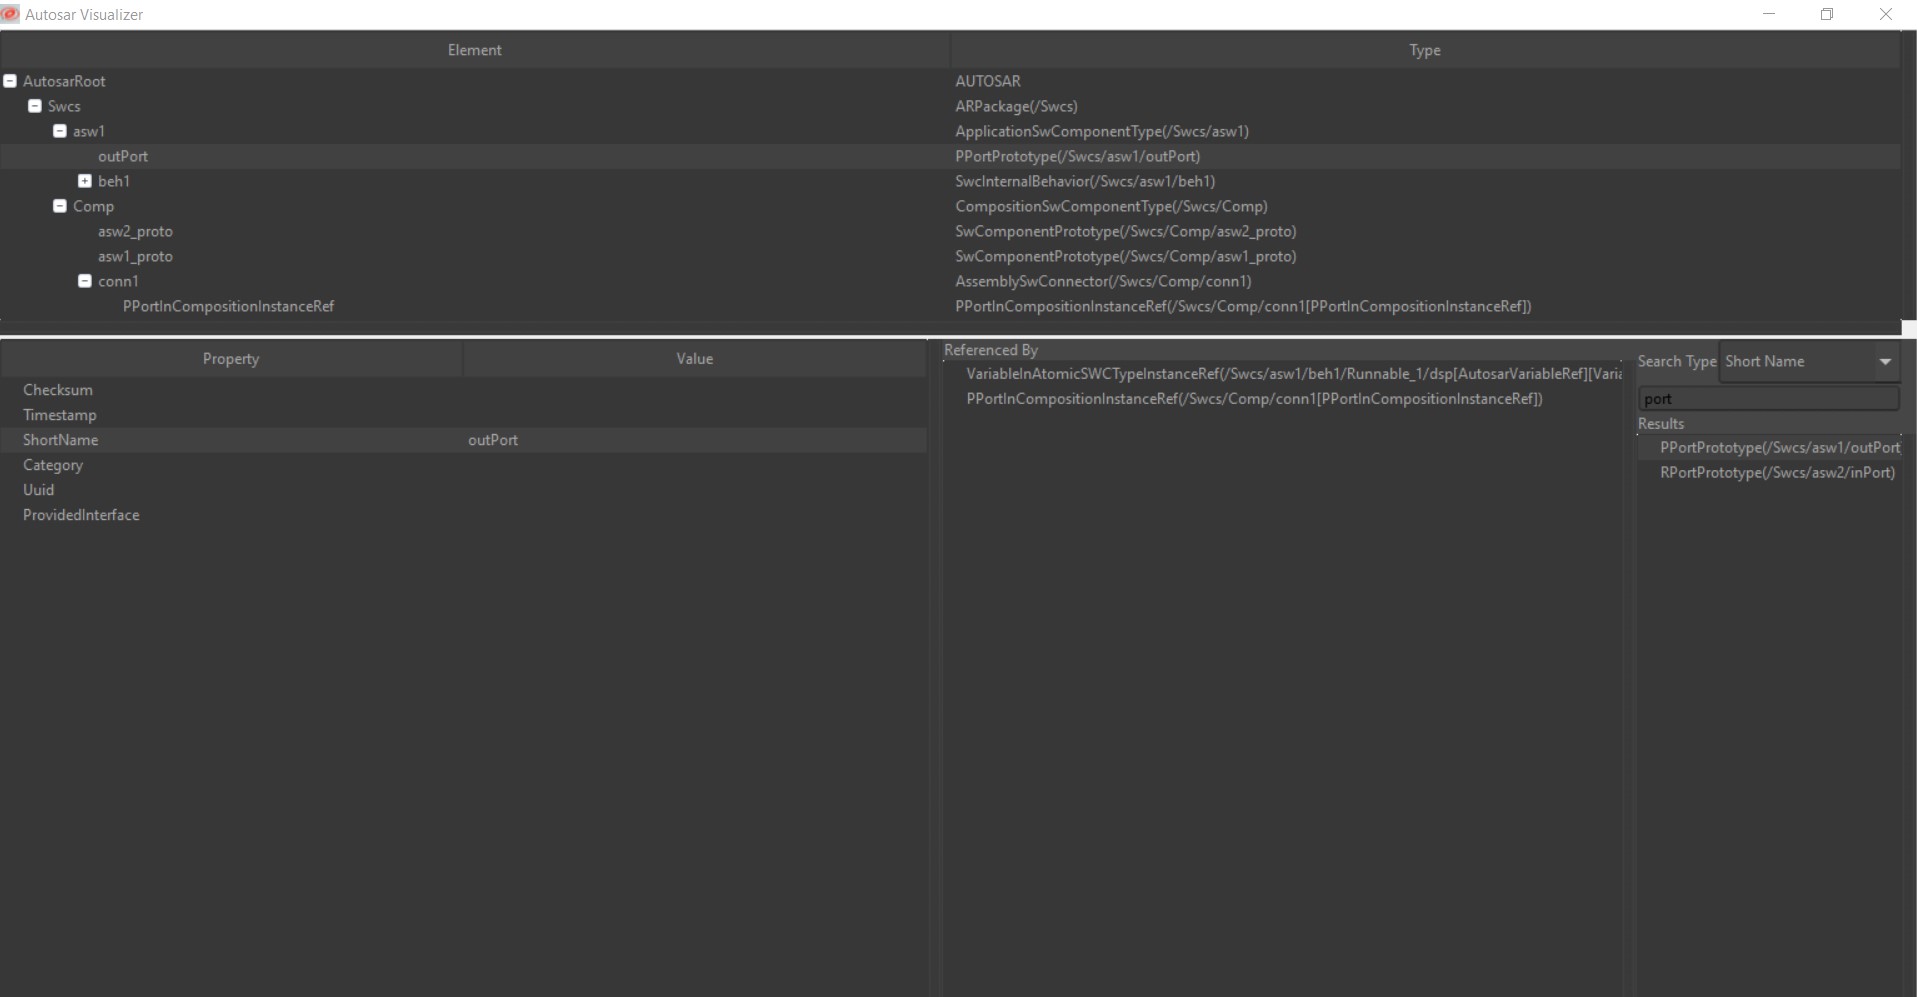 Autosar Visualizer
Element Type
AutosarRoot AUTOSAR
Swcs ARPackage(/Swcs)
asw1 ApplicationSwComponentType(/Swcs/asw1)
outPort PPortPrototype(/Swcs/asw1/outPort)
beh1 SwcInternalBehavior(/Swcs/asw1/beh1)
Comp CompositionSwComponentType(/Swcs/Comp)
asw2_proto SwComponentPrototype(/Swcs/Comp/asw2_proto)
asw1_proto SwComponentPrototype(/Swcs/Comp/asw1_proto)
conn1 AssemblySwConnector(/Swcs/Comp/conn1)
PPortInCompositionInstanceRef PPortInCompositionInstanceRef(/Swcs/Comp/conn1[PPortInCompositionInstanceRef])
Property Value
Checksum
Timestamp
ShortName outPort
Category
Uuid
ProvidedInterface
Referenced By
VariableInAtomicSWCTypeInstanceRef(/Swcs/asw1/beh1/Runnable_1/dsp[AutosarVariableRef][Varia
PPortInCompositionInstanceRef(/Swcs/Comp/conn1[PPortInCompositionInstanceRef])
Search Type Short Name
port
Results
PPortPrototype(/Swcs/asw1/outPort
RPortPrototype(/Swcs/asw2/inPort)